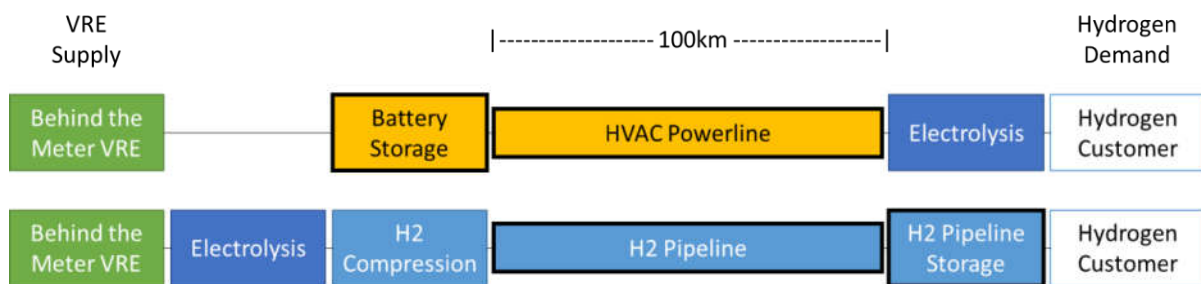 VRE
Supply
|---------------- 100km ----------------|
Hydrogen
Demand
Behind the
Meter VRE
Battery
Storage
HVAC Powerline
Electrolysis
Hydrogen
Customer
Behind the
Meter VRE
Electrolysis
H2
Compression
H2 Pipeline
H2 Pipeline
Storage
Hydrogen
Customer